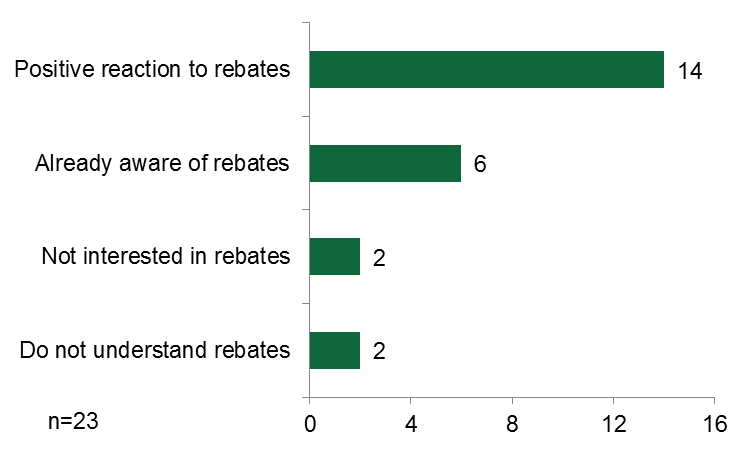 Positive reaction to rebates 14
Already aware of rebates 6
Not interested in rebates 2
Do not understand rebates 2
n=23 0 4 8 12 16